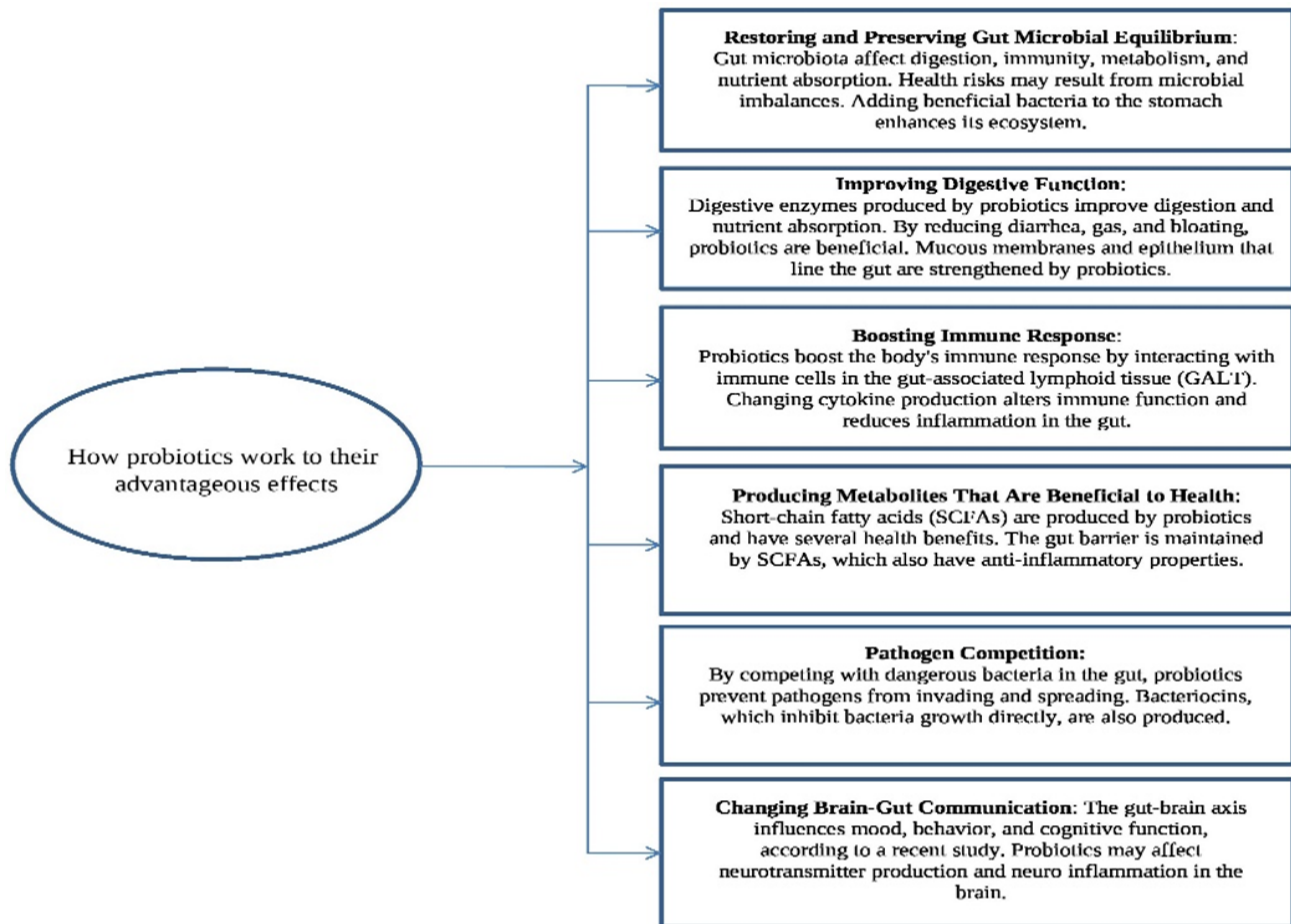 How probiotics work to their
advantageous effects
Restoring and Preserving Gut Microbial Equilibrium:
Gut microbiota affect digestion, immunity, metabolism, and
nutrient absorption. Health risks may result from microbial
imbalances. Adding beneficial bacteria to the stomach
enhances its ecosystem.
Improving Digestive Function:
Digestive enzymes produced by probiotics improve digestion and
nutrient absorption. By reducing diarrhea, gas, and bloating,
probiotics are beneficial. Mucous membranes and epithelium that
line the gut are strengthened by probiotics.
Boosting Immune Response:
Probiotics boost the body's immune response by interacting with
immune cells in the gut-associated lymphoid tissue (GALT).
Changing cytokine production alters immune function and
reduces inflammation in the gut.
Producing Metabolites That Are Beneficial to Health:
Short-chain fatty acids (SCFAs) are produced by probiotics
and have several health benefits. The gut barrier is maintained
by SCFAs, which also have anti-inflammatory properties.
Pathogen Competition:
By competing with dangerous bacteria in the gut, probiotics
prevent pathogens from invading and spreading. Bacteriocins,
which inhibit bacteria growth directly, are also produced.
Changing Brain-Gut Communication: The gut-brain axis
influences mood, behavior, and cognitive function,
according to a recent study. Probiotics may affect
neurotransmitter production and neuro inflammation in the
brain.